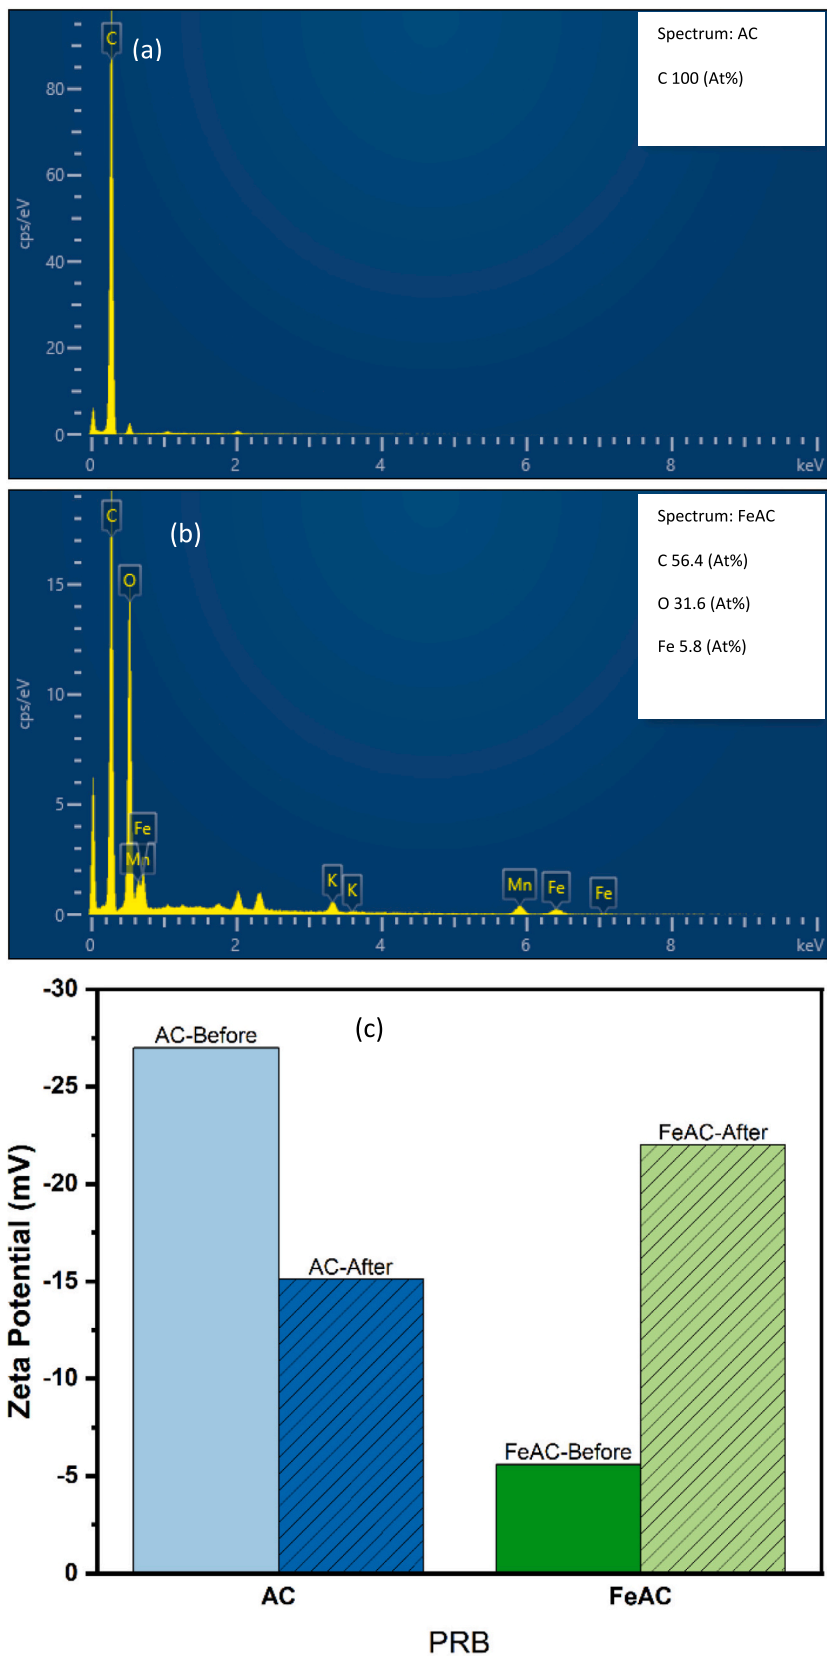 C
(a)
Spectrum: AC
C 100 (At%)
cps/eV
80
60
40
20
0
0 2 4 6 8 keV
C
O
(b)
Spectrum: FeAC
C 56.4 (At%)
O 31.6 (At%)
Fe 5.8 (At%)
cps/eV
15
10
5
0
Fe
Mn
K
K
Mn
Fe
Fe
0 2 4 6 8 keV
(c)
Zeta Potential (mV)
-30
-25
-20
-15
-10
-5
0
AC-Before
AC-After
FeAC-Before
FeAC-After
AC FeAC
PRB